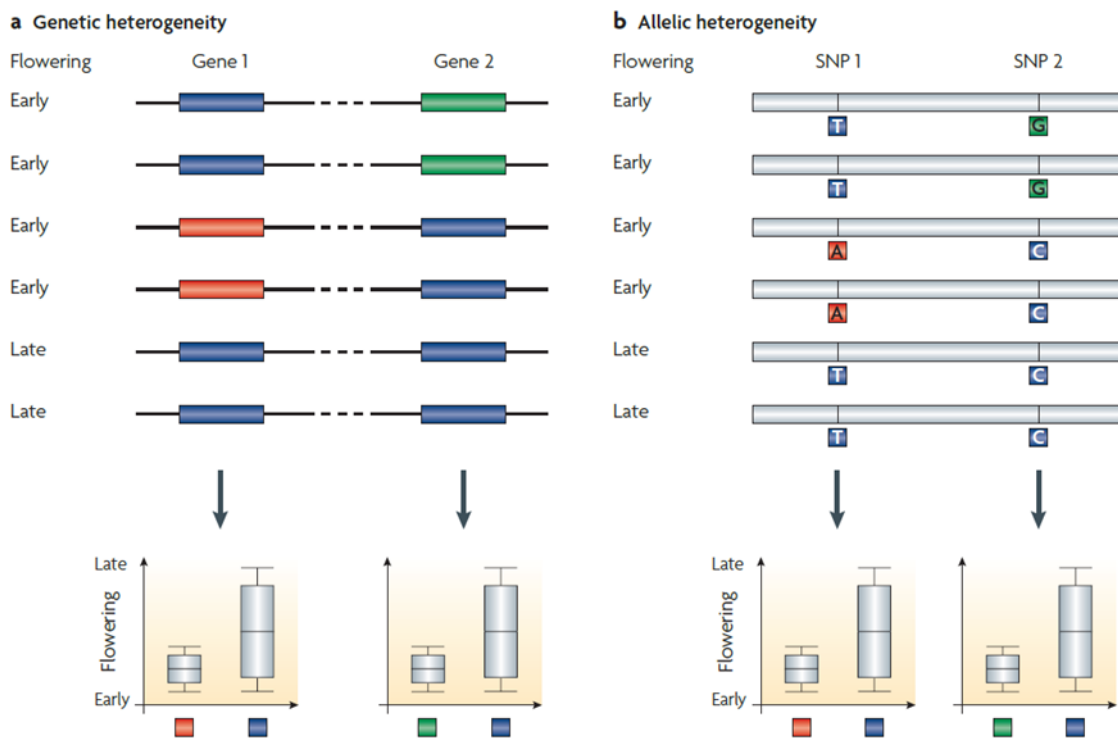 a Genetic heterogeneity
Flowering Gene 1 Gene 2
Early
Early
Early
Early
Late
Late
Late
Flowering
Early
b Allelic heterogeneity
Flowering SNP 1 SNP 2
Early
T G
Early
T G
Early
A C
Early
A C
Late
T C
Late
T C
Late
Flowering
Early